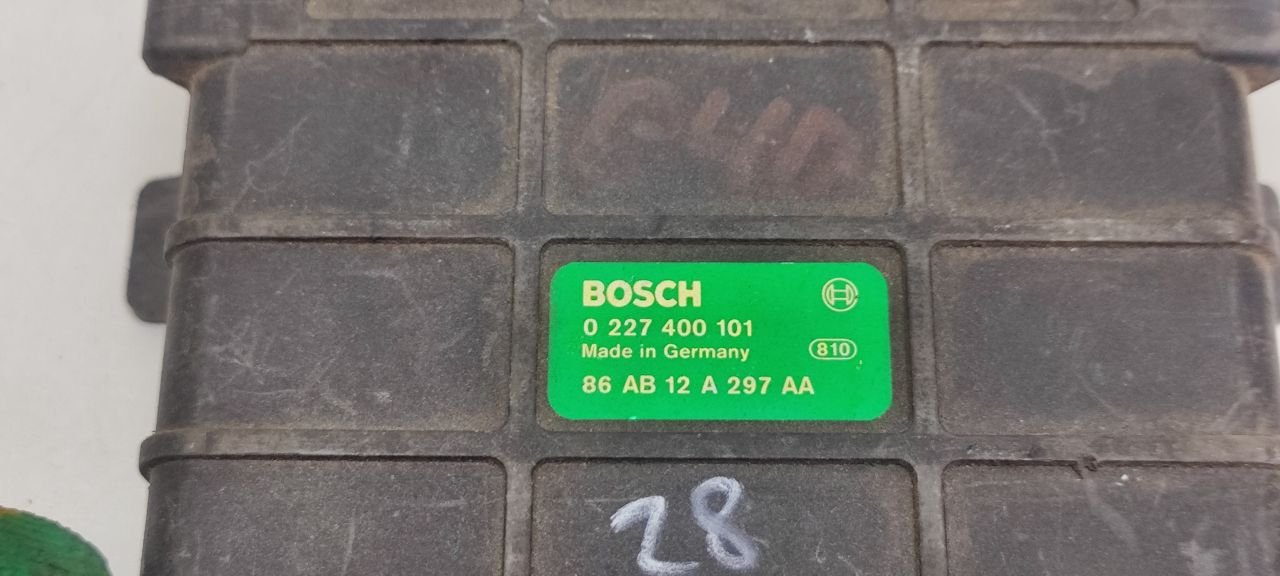 BOSCH
0 227 400 101
Made in Germany 810
86 AB 12 A 297 AA
28